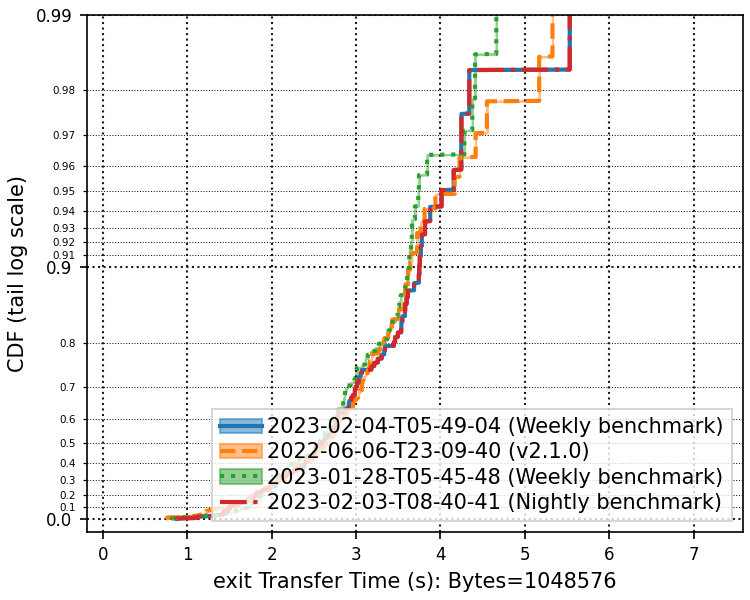 CDF (tail log scale)
0.99
0.98
0.97
0.96
0.95
0.94
0.93
0.92
0.91
0.9
0.8
0.7
0.6
0.5
0.4
0.3
0.2
0.1
0.0
2023-02-04-T05-49-04 (Weekly benchmark)
2022-06-06-T23-09-40 (v2.1.0)
2023-01-28-T05-45-48 (Weekly benchmark)
2023-02-03-T08-40-41 (Nightly benchmark)
0 1 2 3 4 5 6 7
exit Transfer Time (s): Bytes=1048576